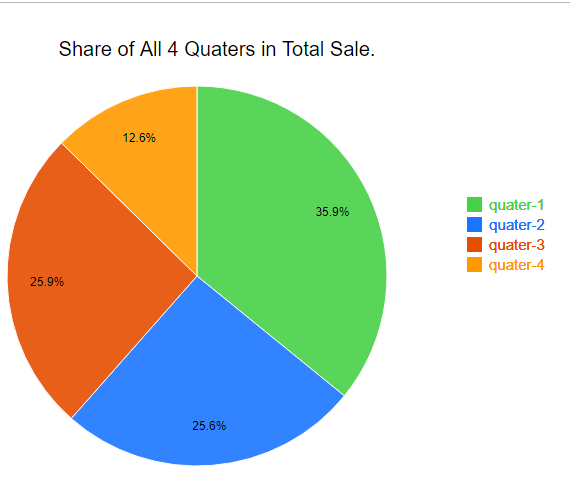 Share of All 4 Quaters in Total Sale.
12.6%
35.9%
25.9%
25.6%
quater-1
quater-2
quater-3
quater-4